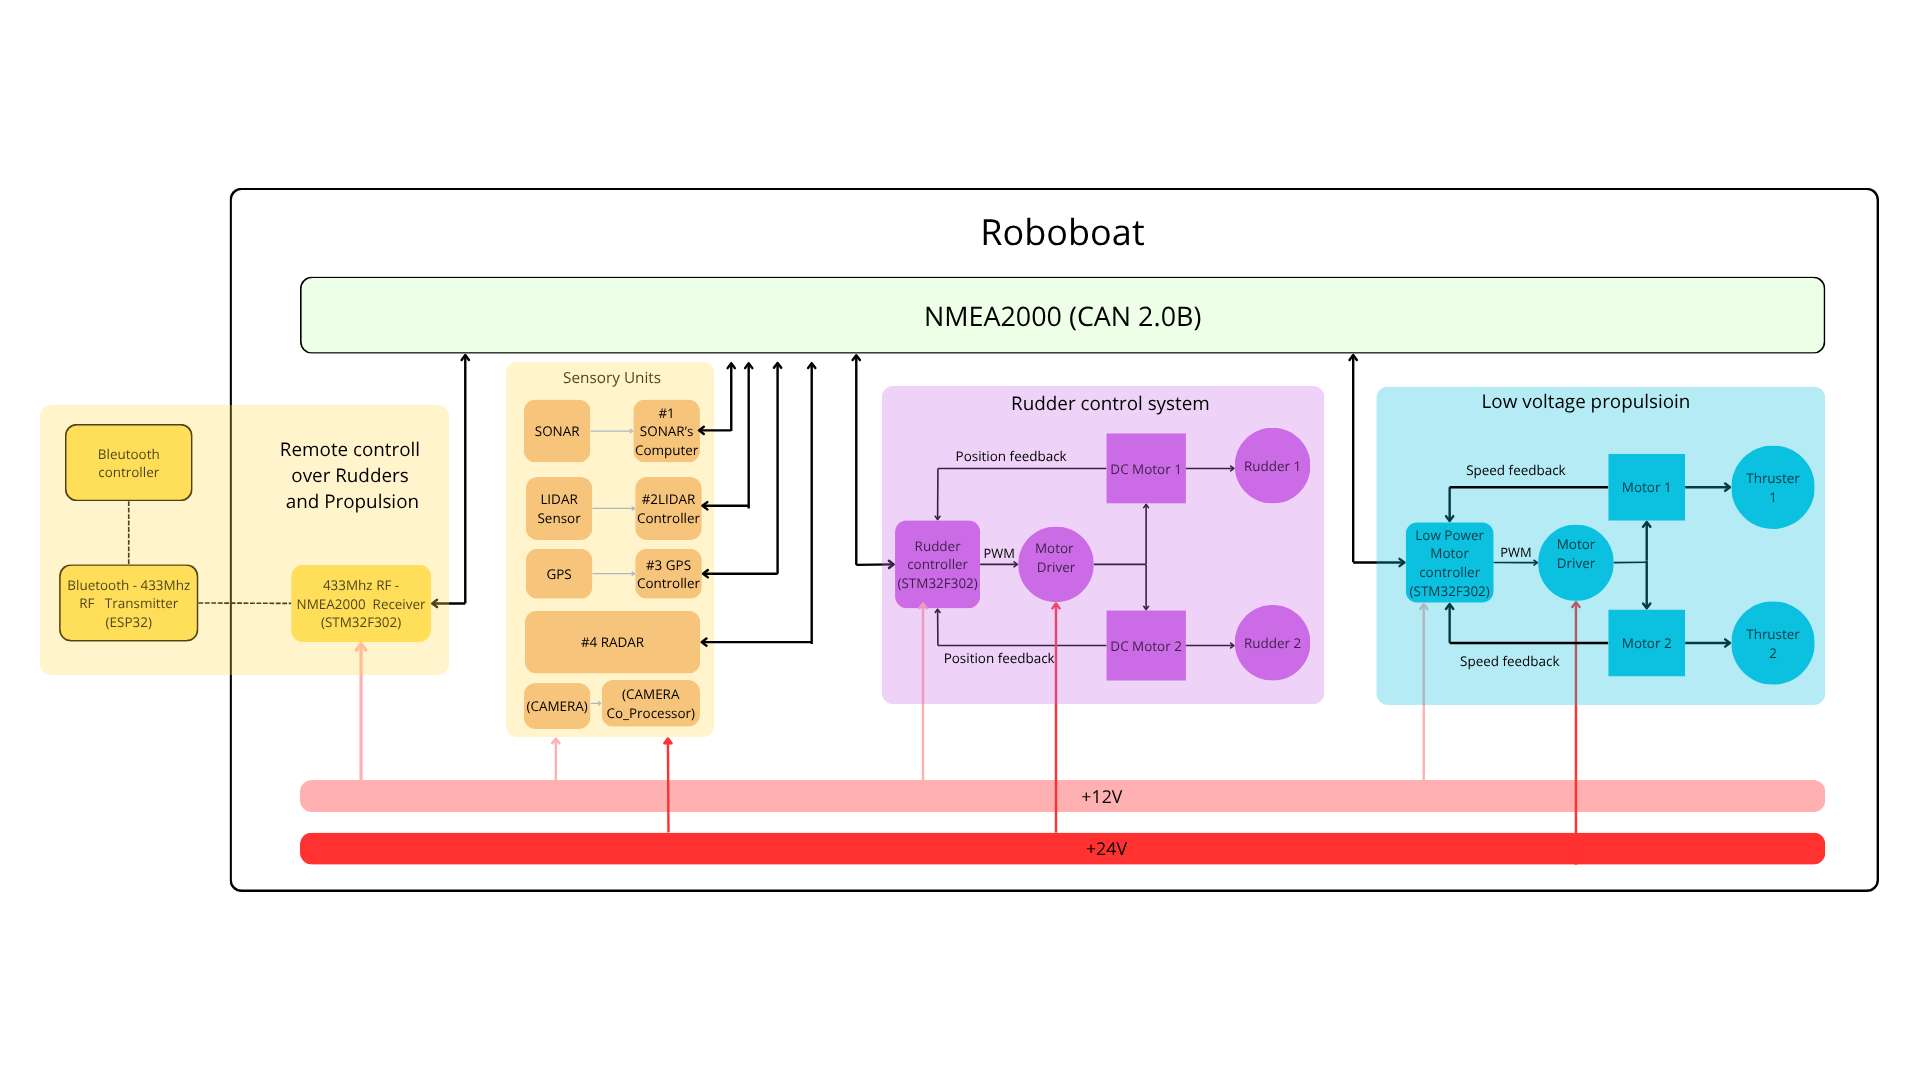 Roboboat
NMEA2000 (CAN 2.0B)
Bleutooth
controller
Remote controll
over Rudders
and Propulsion
Bluetooth - 433Mhz
RF Transmitter
(ESP32)
433Mhz RF -
NMEA2000 Receiver
(STM32F302)
Sensory Units
SONAR
#1
SONAR's
Computer
LIDAR
Sensor
#2LIDAR
Controller
GPS
#3 GPS
Controller
#4 RADAR
(CAMERA)
(CAMERA
Co_Processor)
Rudder control system
Position feedback
DC Motor 1
Rudder 1
Rudder
controller
(STM32F302)
PWM
Motor
Driver
Position feedback
DC Motor 2
Rudder 2
Low voltage propulsioin
Speed feedback
Motor 1
Thruster
1
Low Power
Motor
controller
(STM32F302)
PWM
Motor
Driver
Speed feedback
Motor 2
Thruster
2
+12V
+24V